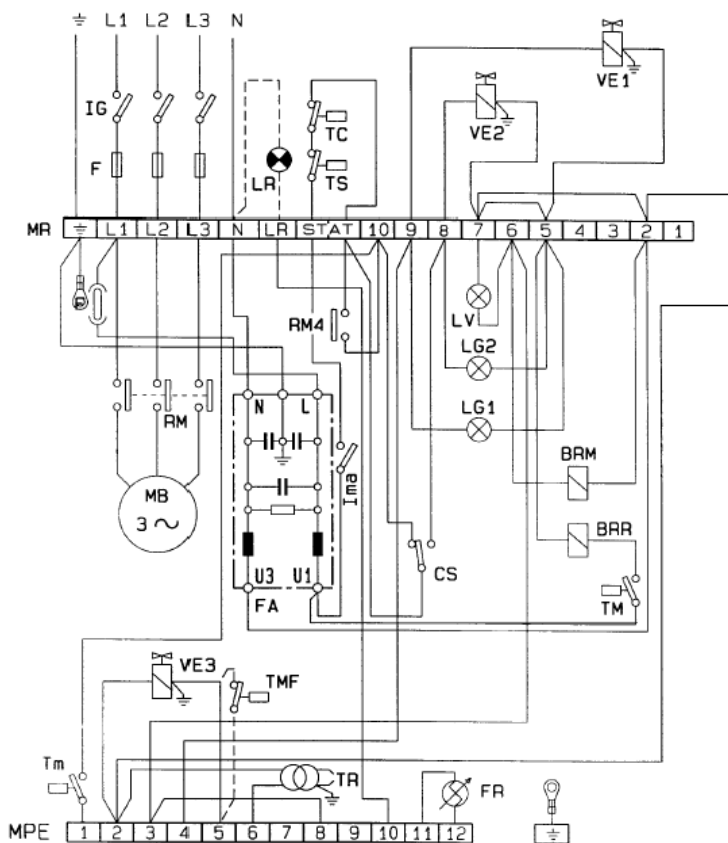 L1 L2 L3 N
IG
F
LR
TC
TS
VE2
VE1
MR L1 L2 L3 N LR STAT 10 9 8 7 6 5 4 3 2 1
RM4
LV
LG2
LG1
RM
N L
Ima
BRM
MB
3 ~
BRR
CS
U3 U1
FA
TM
VE3
TMF
Tm
TR
FR
MPE 1 2 3 4 5 6 7 8 9 10 11 12